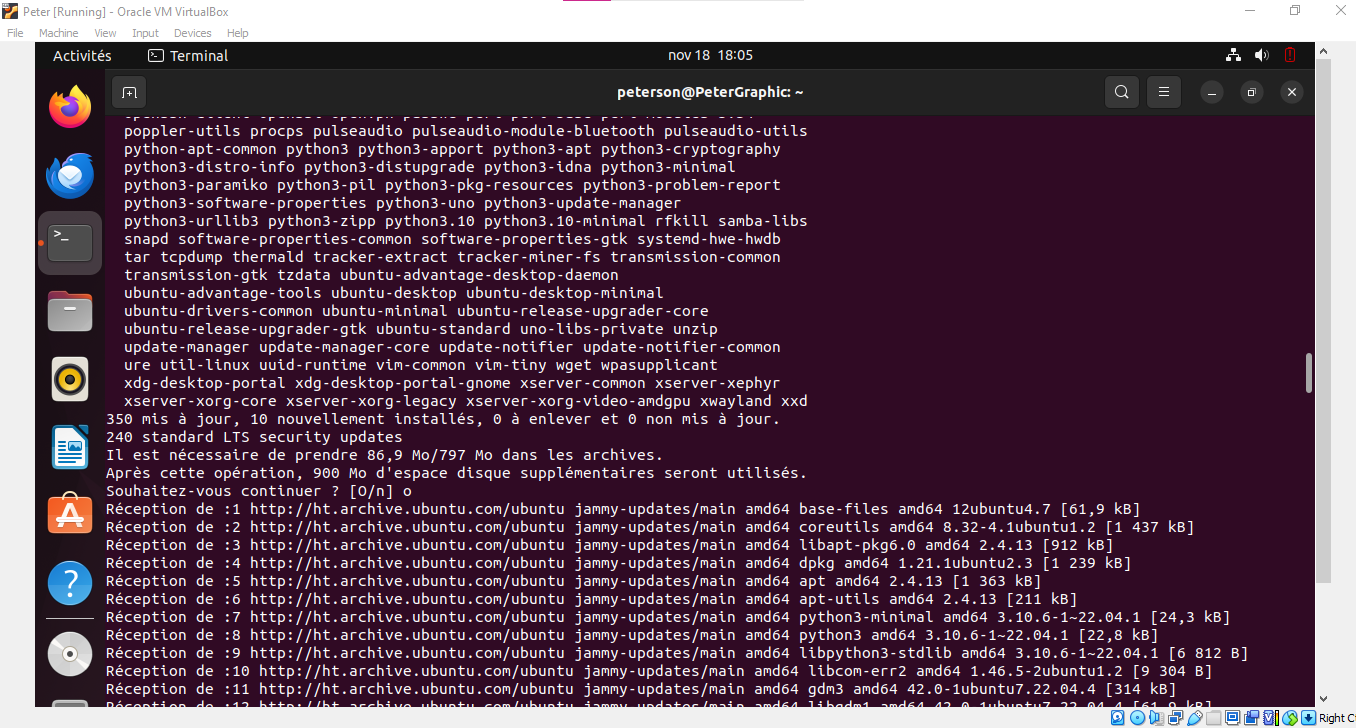 Peter [Running] - Oracle VM VirtualBox
File Machine View Input Devices Help
Activités Terminal nov 18 18:05
peterson@PeterGraphic: ~
poppler-utils procps pulseaudio pulseaudio-module-bluetooth pulseaudio-utils
python-apt-common python3 python3-apport python3-apt python3-cryptography
python3-distro-info python3-distupgrade python3-idna python3-minimal
python3-paramiko python3-pil python3-pkg-resources python3-problem-report
python3-software-properties python3-uno python3-update-manager
python3-urllib3 python3-zipp python3.10 python3.10-minimal rfkill samba-libs
snapd software-properties-common software-properties-gtk systemd-hwe-hwdb
tar tcpdump thermald tracker-extract tracker-miner-fs transmission-common
transmission-gtk tzdata ubuntu-advantage-desktop-daemon
ubuntu-advantage-tools ubuntu-desktop ubuntu-desktop-minimal
ubuntu-drivers-common ubuntu-minimal ubuntu-release-upgrader-core
ubuntu-release-upgrader-gtk ubuntu-standard uno-libs-private unzip
update-manager update-manager-core update-notifier update-notifier-common
ure util-linux uuid-runtime vim-common vim-tiny wget wpasupplicant
xdg-desktop-portal xdg-desktop-portal-gnome xserver-common xserver-xephyr
xserver-xorg-core xserver-xorg-legacy xserver-xorg-video-amdgpu xwayland xxd
350 mis à jour, 10 nouvellement installés, 0 à enlever et 0 non mis à jour.
240 standard LTS security updates
Il est nécessaire de prendre 86,9 Mo/797 Mo dans les archives.
Après cette opération, 900 Mo d'espace disque supplémentaires seront utilisés.
Souhaitez-vous continuer ? [O/n] o
Réception de :1 http://ht.archive.ubuntu.com/ubuntu jammy-updates/main amd64 base-files amd64 12ubuntu4.7 [61,9 kB]
Réception de :2 http://ht.archive.ubuntu.com/ubuntu jammy-updates/main amd64 coreutils amd64 8.32-4.1ubuntu1.2 [1 437 kB]
Réception de :3 http://ht.archive.ubuntu.com/ubuntu jammy-updates/main amd64 libapt-pkg6.0 amd64 2.4.13 [912 kB]
Réception de :4 http://ht.archive.ubuntu.com/ubuntu jammy-updates/main amd64 dpkg amd64 1.21.1ubuntu2.3 [1 239 kB]
Réception de :5 http://ht.archive.ubuntu.com/ubuntu jammy-updates/main amd64 apt amd64 2.4.13 [1 363 kB]
Réception de :6 http://ht.archive.ubuntu.com/ubuntu jammy-updates/main amd64 apt-utils amd64 2.4.13 [211 kB]
Réception de :7 http://ht.archive.ubuntu.com/ubuntu jammy-updates/main amd64 python3-minimal amd64 3.10.6-1~22.04.1 [24,3 kB]
Réception de :8 http://ht.archive.ubuntu.com/ubuntu jammy-updates/main amd64 python3 amd64 3.10.6-1~22.04.1 [22,8 kB]
Réception de :9 http://ht.archive.ubuntu.com/ubuntu jammy-updates/main amd64 libpython3-stdlib amd64 3.10.6-1~22.04.1 [6 812 B]
Réception de :10 http://ht.archive.ubuntu.com/ubuntu jammy-updates/main amd64 libcom-err2 amd64 1.46.5-2ubuntu1.2 [9 304 B]
Réception de :11 http://ht.archive.ubuntu.com/ubuntu jammy-updates/main amd64 gdm3 amd64 42.0-1ubuntu7.22.04.4 [314 kB]
Réception de :12 http://ht.archive.ubuntu.com/ubuntu jammy-updates/main amd64 libgdm1 amd64 42.0-1ubuntu7.22.04.4 [61,9 kB]
Right C